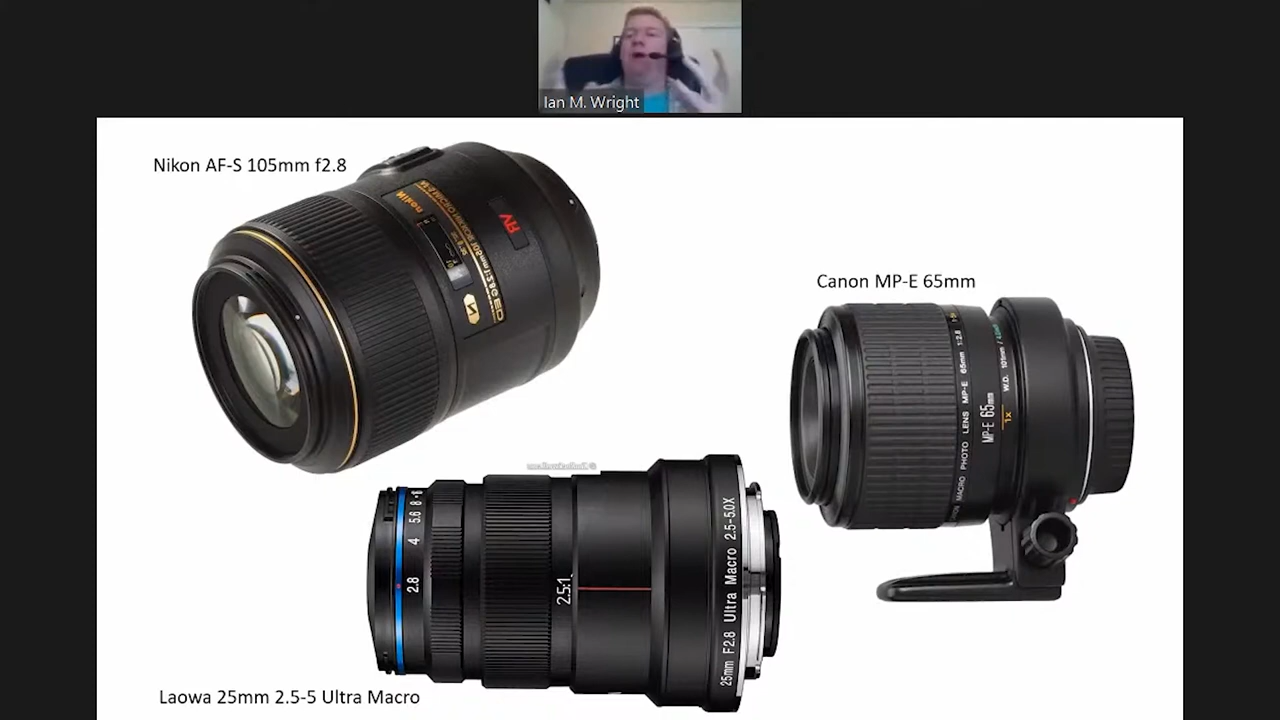 Ian M. Wright
Nikon AF-S 105mm f2.8
Canon MP-E 65mm
MP-E 65mm
1x
CANON MACRO PHOTO LENS MP-E 65mm 1:2.8
5.6 8
4
2.8
2.5:1
25mm F2.8 Ultra Macro 2.5-5.0X
Laowa 25mm 2.5-5 Ultra Macro